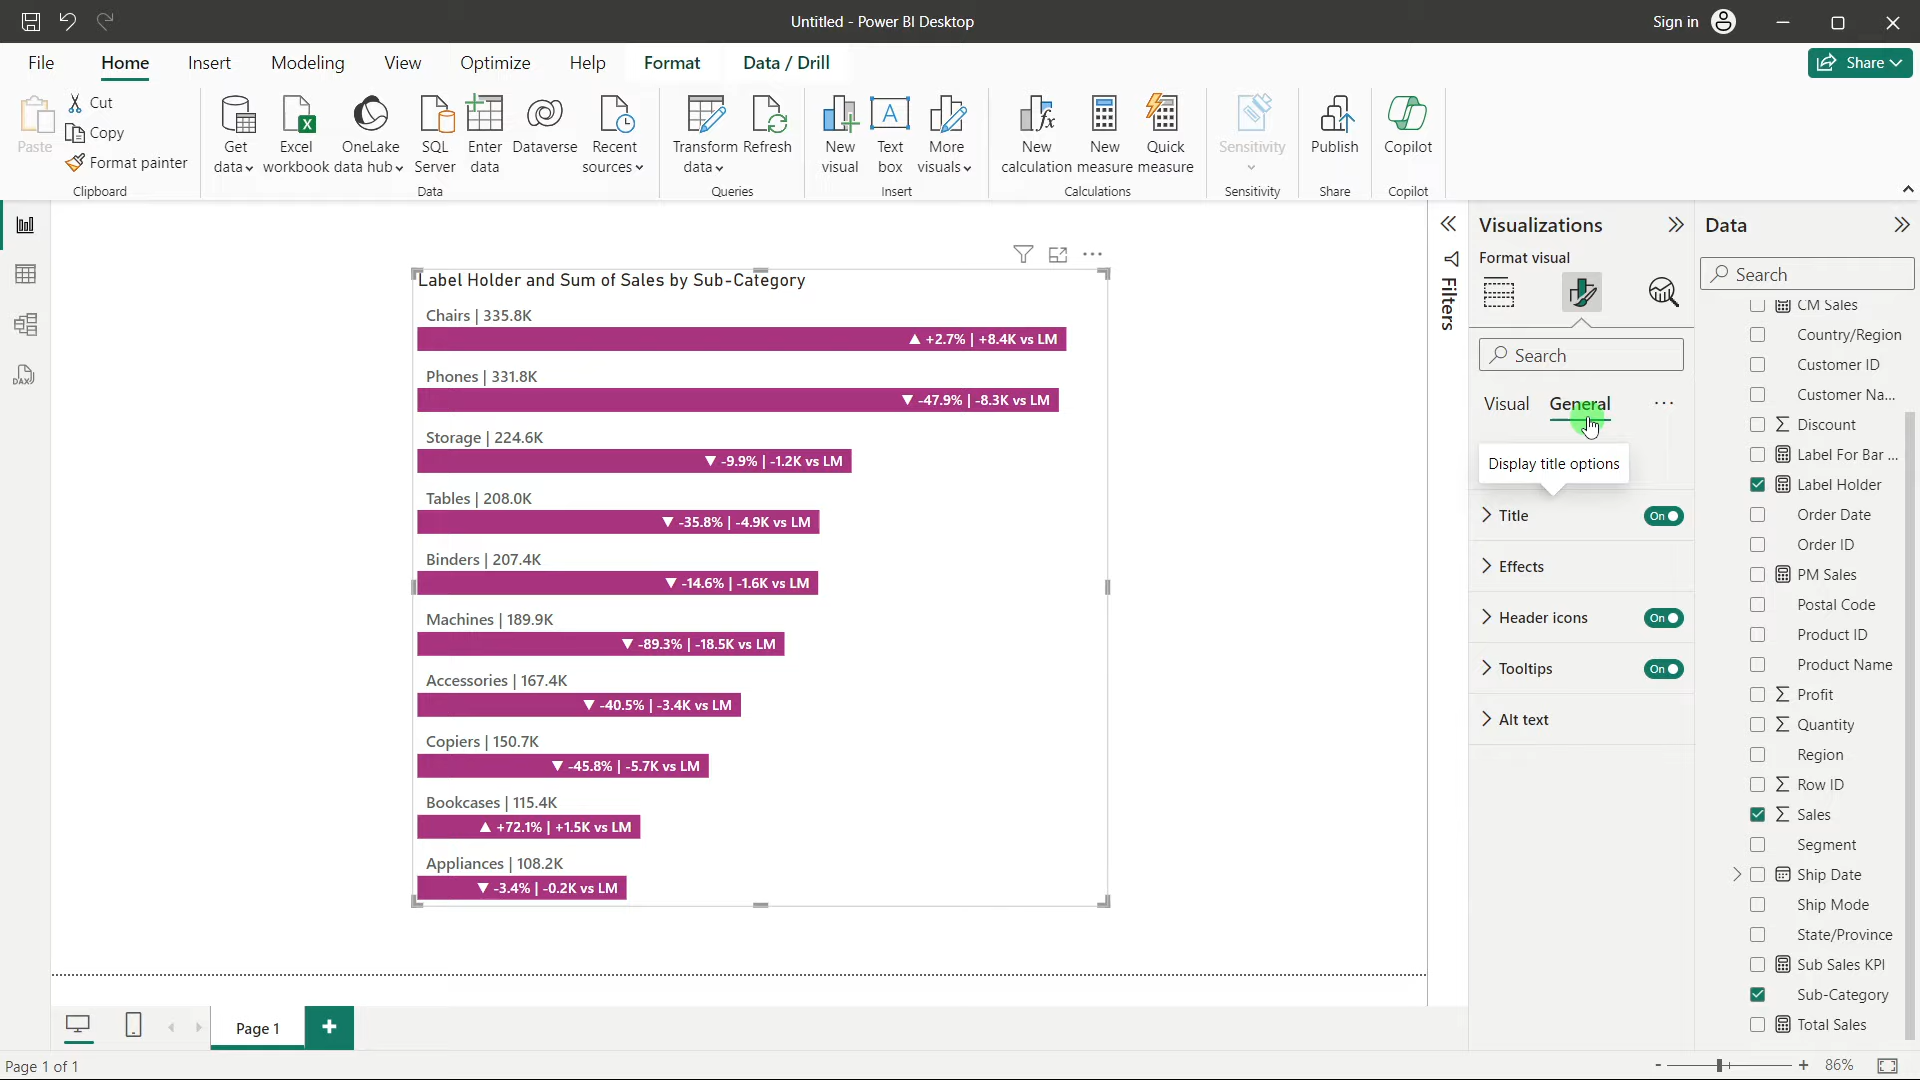 Untitled - Power BI Desktop
Sign in
File
Home
Insert
Modeling
View
Optimize
Help
Format
Data / Drill
Share
Paste
Cut
Copy
Format painter
Clipboard
Get data
Excel workbook
OneLake data hub
SQL Server
Enter data
Dataverse
Recent sources
Data
Transform data
Refresh
Queries
New visual
Text box
More visuals
Insert
New calculation
New measure
Quick measure
Calculations
Sensitivity
Sensitivity
Publish
Share
Copilot
Copilot
Label Holder and Sum of Sales by Sub-Category
Chairs | 335.8K
▲ +2.7% | +8.4K vs LM
Phones | 331.8K
▼ -47.9% | -8.3K vs LM
Storage | 224.6K
▼ -9.9% | -1.2K vs LM
Tables | 208.0K
▼ -35.8% | -4.9K vs LM
Binders | 207.4K
▼ -14.6% | -1.6K vs LM
Machines | 189.9K
▼ -89.3% | -18.5K vs LM
Accessories | 167.4K
▼ -40.5% | -3.4K vs LM
Copiers | 150.7K
▼ -45.8% | -5.7K vs LM
Bookcases | 115.4K
▲ +72.1% | +1.5K vs LM
Appliances | 108.2K
▼ -3.4% | -0.2K vs LM
Filters
Visualizations
Format visual
Search
Visual
General
Display title options
Title
On
Effects
Header icons
On
Tooltips
On
Alt text
Data
Search
CM Sales
Country/Region
Customer ID
Customer Na...
Discount
Label For Bar ...
Label Holder
Order Date
Order ID
PM Sales
Postal Code
Product ID
Product Name
Profit
Quantity
Region
Row ID
Sales
Segment
Ship Date
Ship Mode
State/Province
Sub Sales KPI
Sub-Category
Total Sales
Page 1
Page 1 of 1
- + 86%